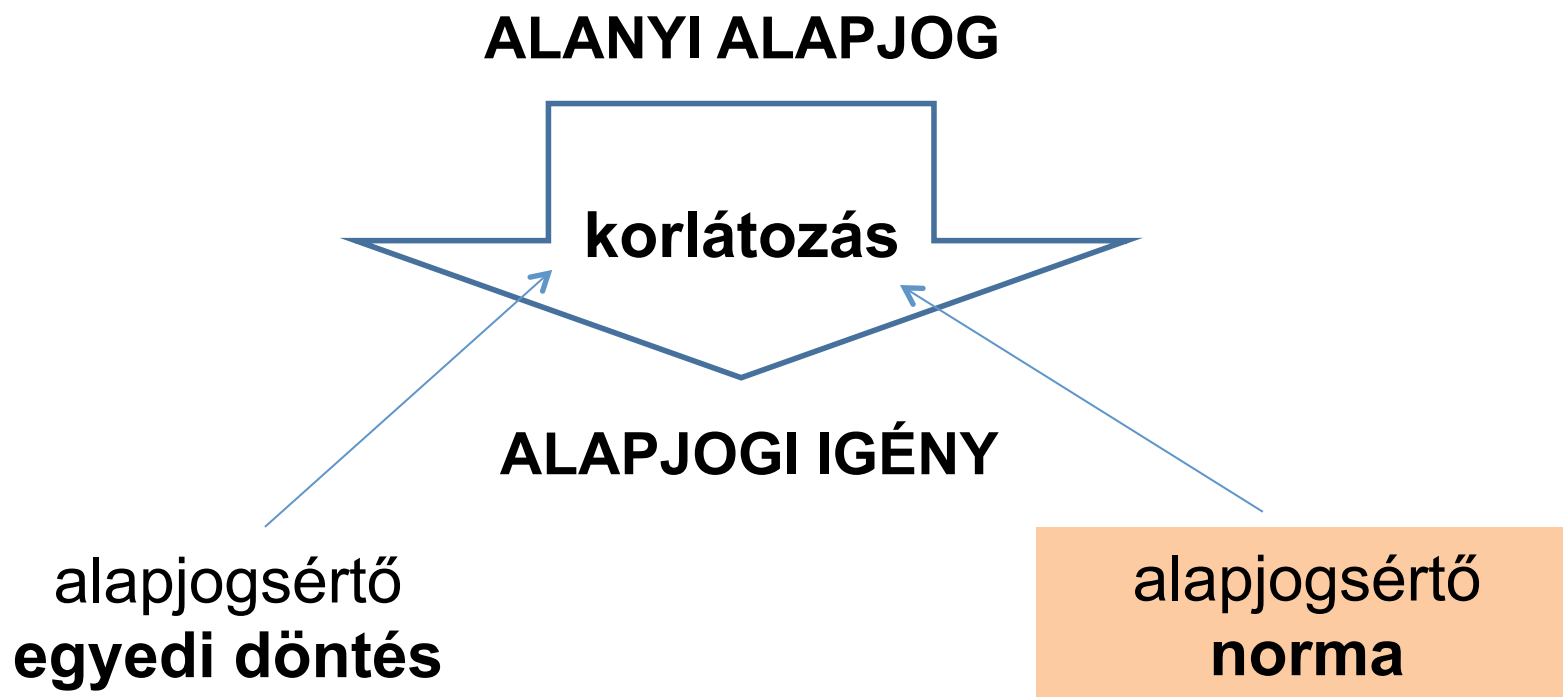 ALANYI ALAPJOG
korlátozás
ALAPJOGI IGÉNY
alapjogsértő
egyedi döntés
alapjogsértő
norma